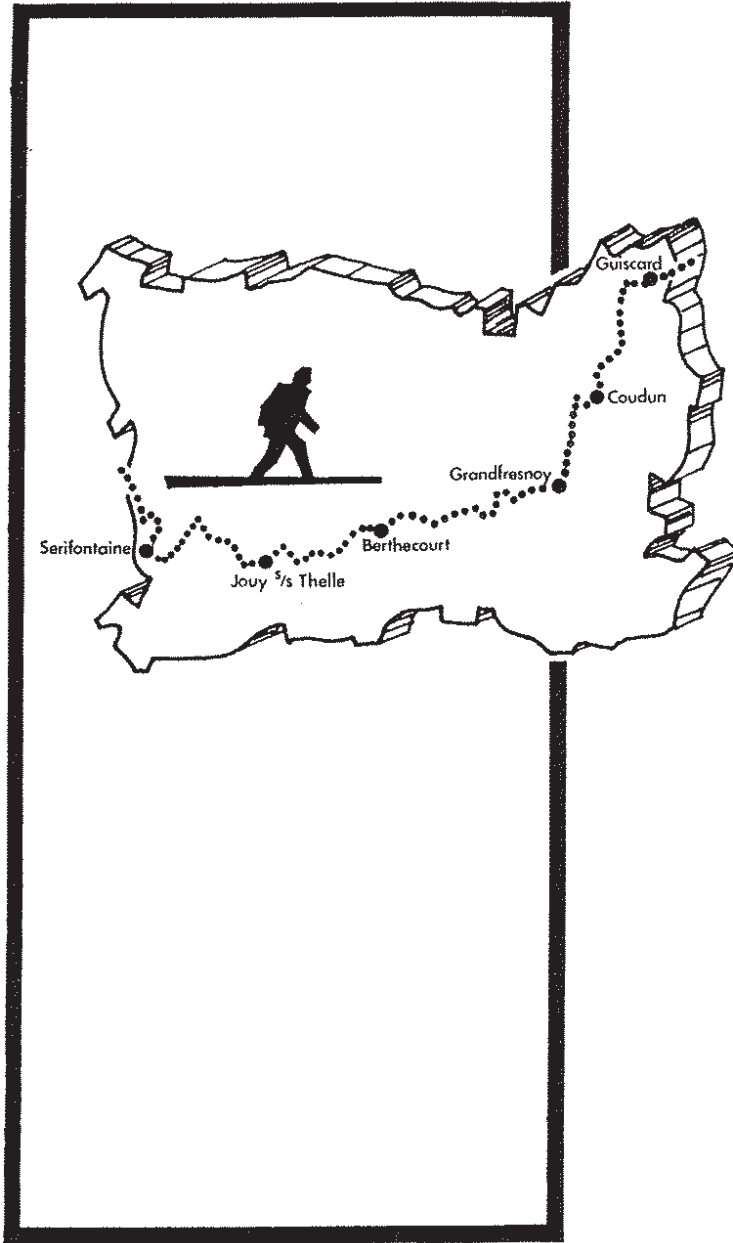 Guiscard
Coudun
Grandfresnoy
Serifontaine
Berthecourt
Jouy s/s Thelle